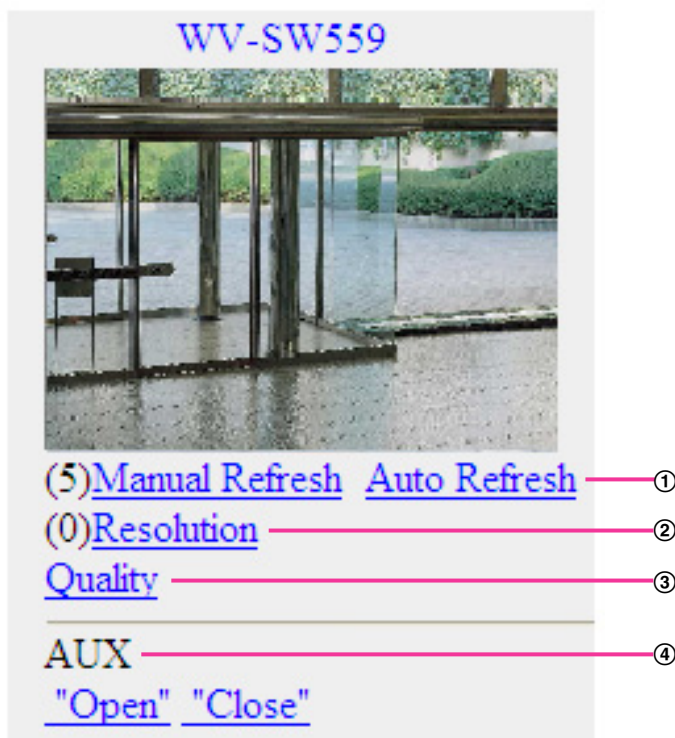 WV-SW559
(5)Manual Refresh Auto Refresh ①
(0)Resolution ②
Quality ③
AUX ④
"Open" "Close"